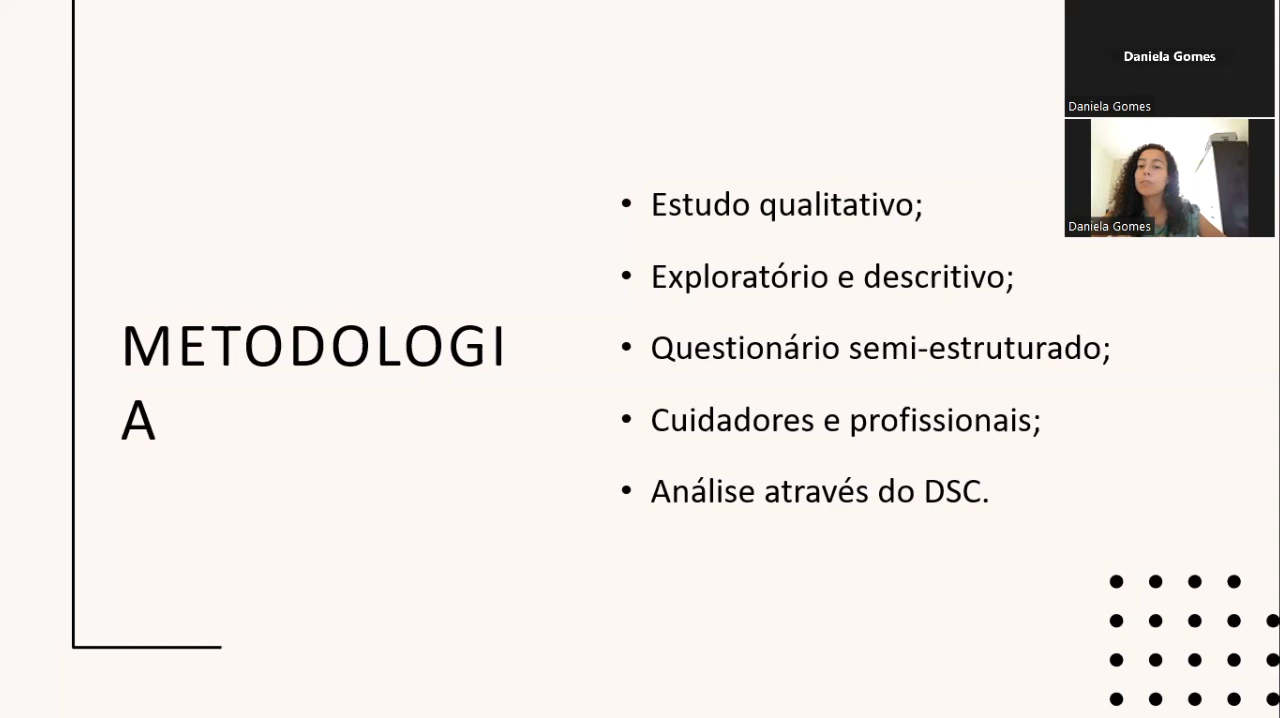 Daniela Gomes
Daniela Gomes
Daniela Gomes
METODOLOGI
A
• Estudo qualitativo;
• Exploratório e descritivo;
• Questionário semi-estruturado;
• Cuidadores e profissionais;
• Análise através do DSC.